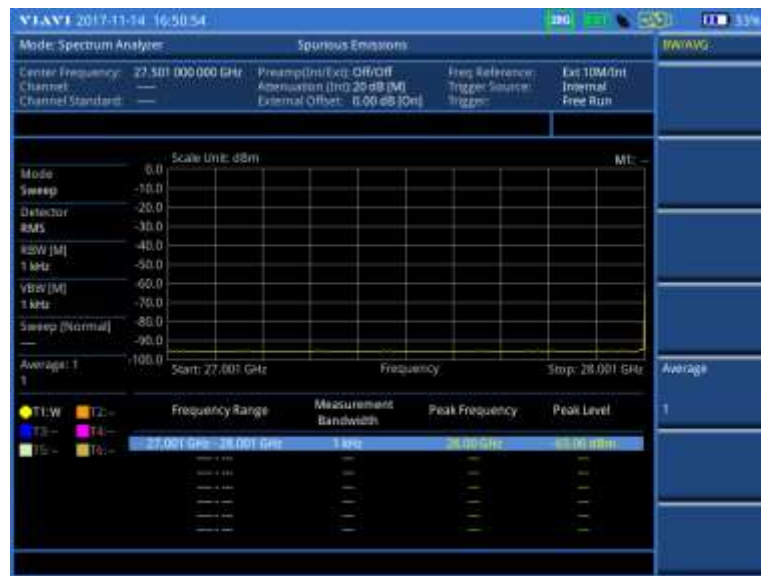 VIAVI 2017-11-14 16:50:54
33%
Mode: Spectrum Analyzer Spurious Emissions BW/AVG
Center Frequency: 27.501 000 000 GHz Preamp(Int/Ext): Off/Off Freq Reference: Ext 10M/Int
Channel: --- Attenuation (Int): 20 dB [M] Trigger Source: Internal
Channel Standard: --- External Offset: 0.00 dB [On] Trigger: Free Run
Scale Unit: dBm M1: --
Mode
Sweep
Detector
RMS
RBW [M]
1 kHz
VBW [M]
1 kHz
Sweep [Normal]
---
Average: 1
1
0.0
-10.0
-20.0
-30.0
-40.0
-50.0
-60.0
-70.0
-80.0
-90.0
-100.0
Start: 27.001 GHz Frequency Stop: 28.001 GHz
Average
1
T1:W T2:--
T3:-- T4:--
T5:-- T6:--
Frequency Range Measurement Bandwidth Peak Frequency Peak Level
27.001 GHz - 28.001 GHz 1 kHz 28.00 GHz -63.06 dBm
--- - --- --- --- ---
--- - --- --- --- ---
--- - --- --- --- ---
--- - --- --- --- ---
--- - --- --- --- ---